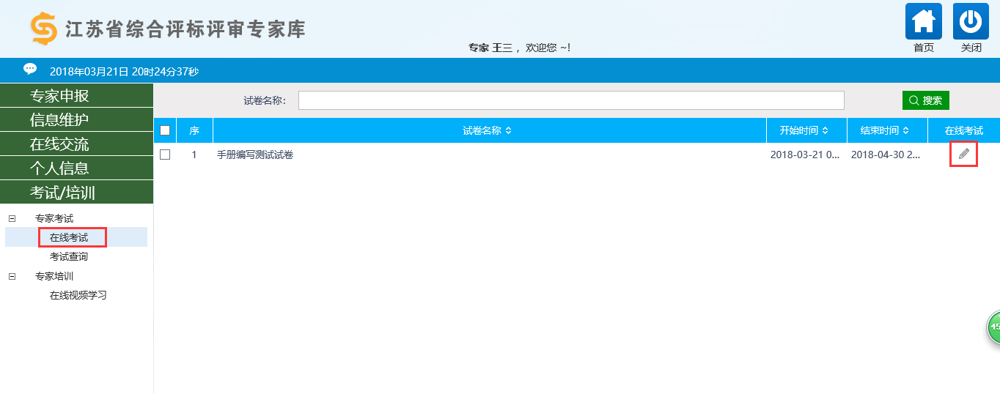 江苏省综合评标评审专家库
专家 王三 ，欢迎您 ~!
首页
关闭
2018年03月21日 20时24分37秒
专家申报
信息维护
在线交流
个人信息
考试/培训
专家考试
在线考试
考试查询
专家培训
在线视频学习
试卷名称：
搜索
序 试卷名称 开始时间 结束时间 在线考试
1 手册编写测试试卷 2018-03-21 0... 2018-04-30 2...
45